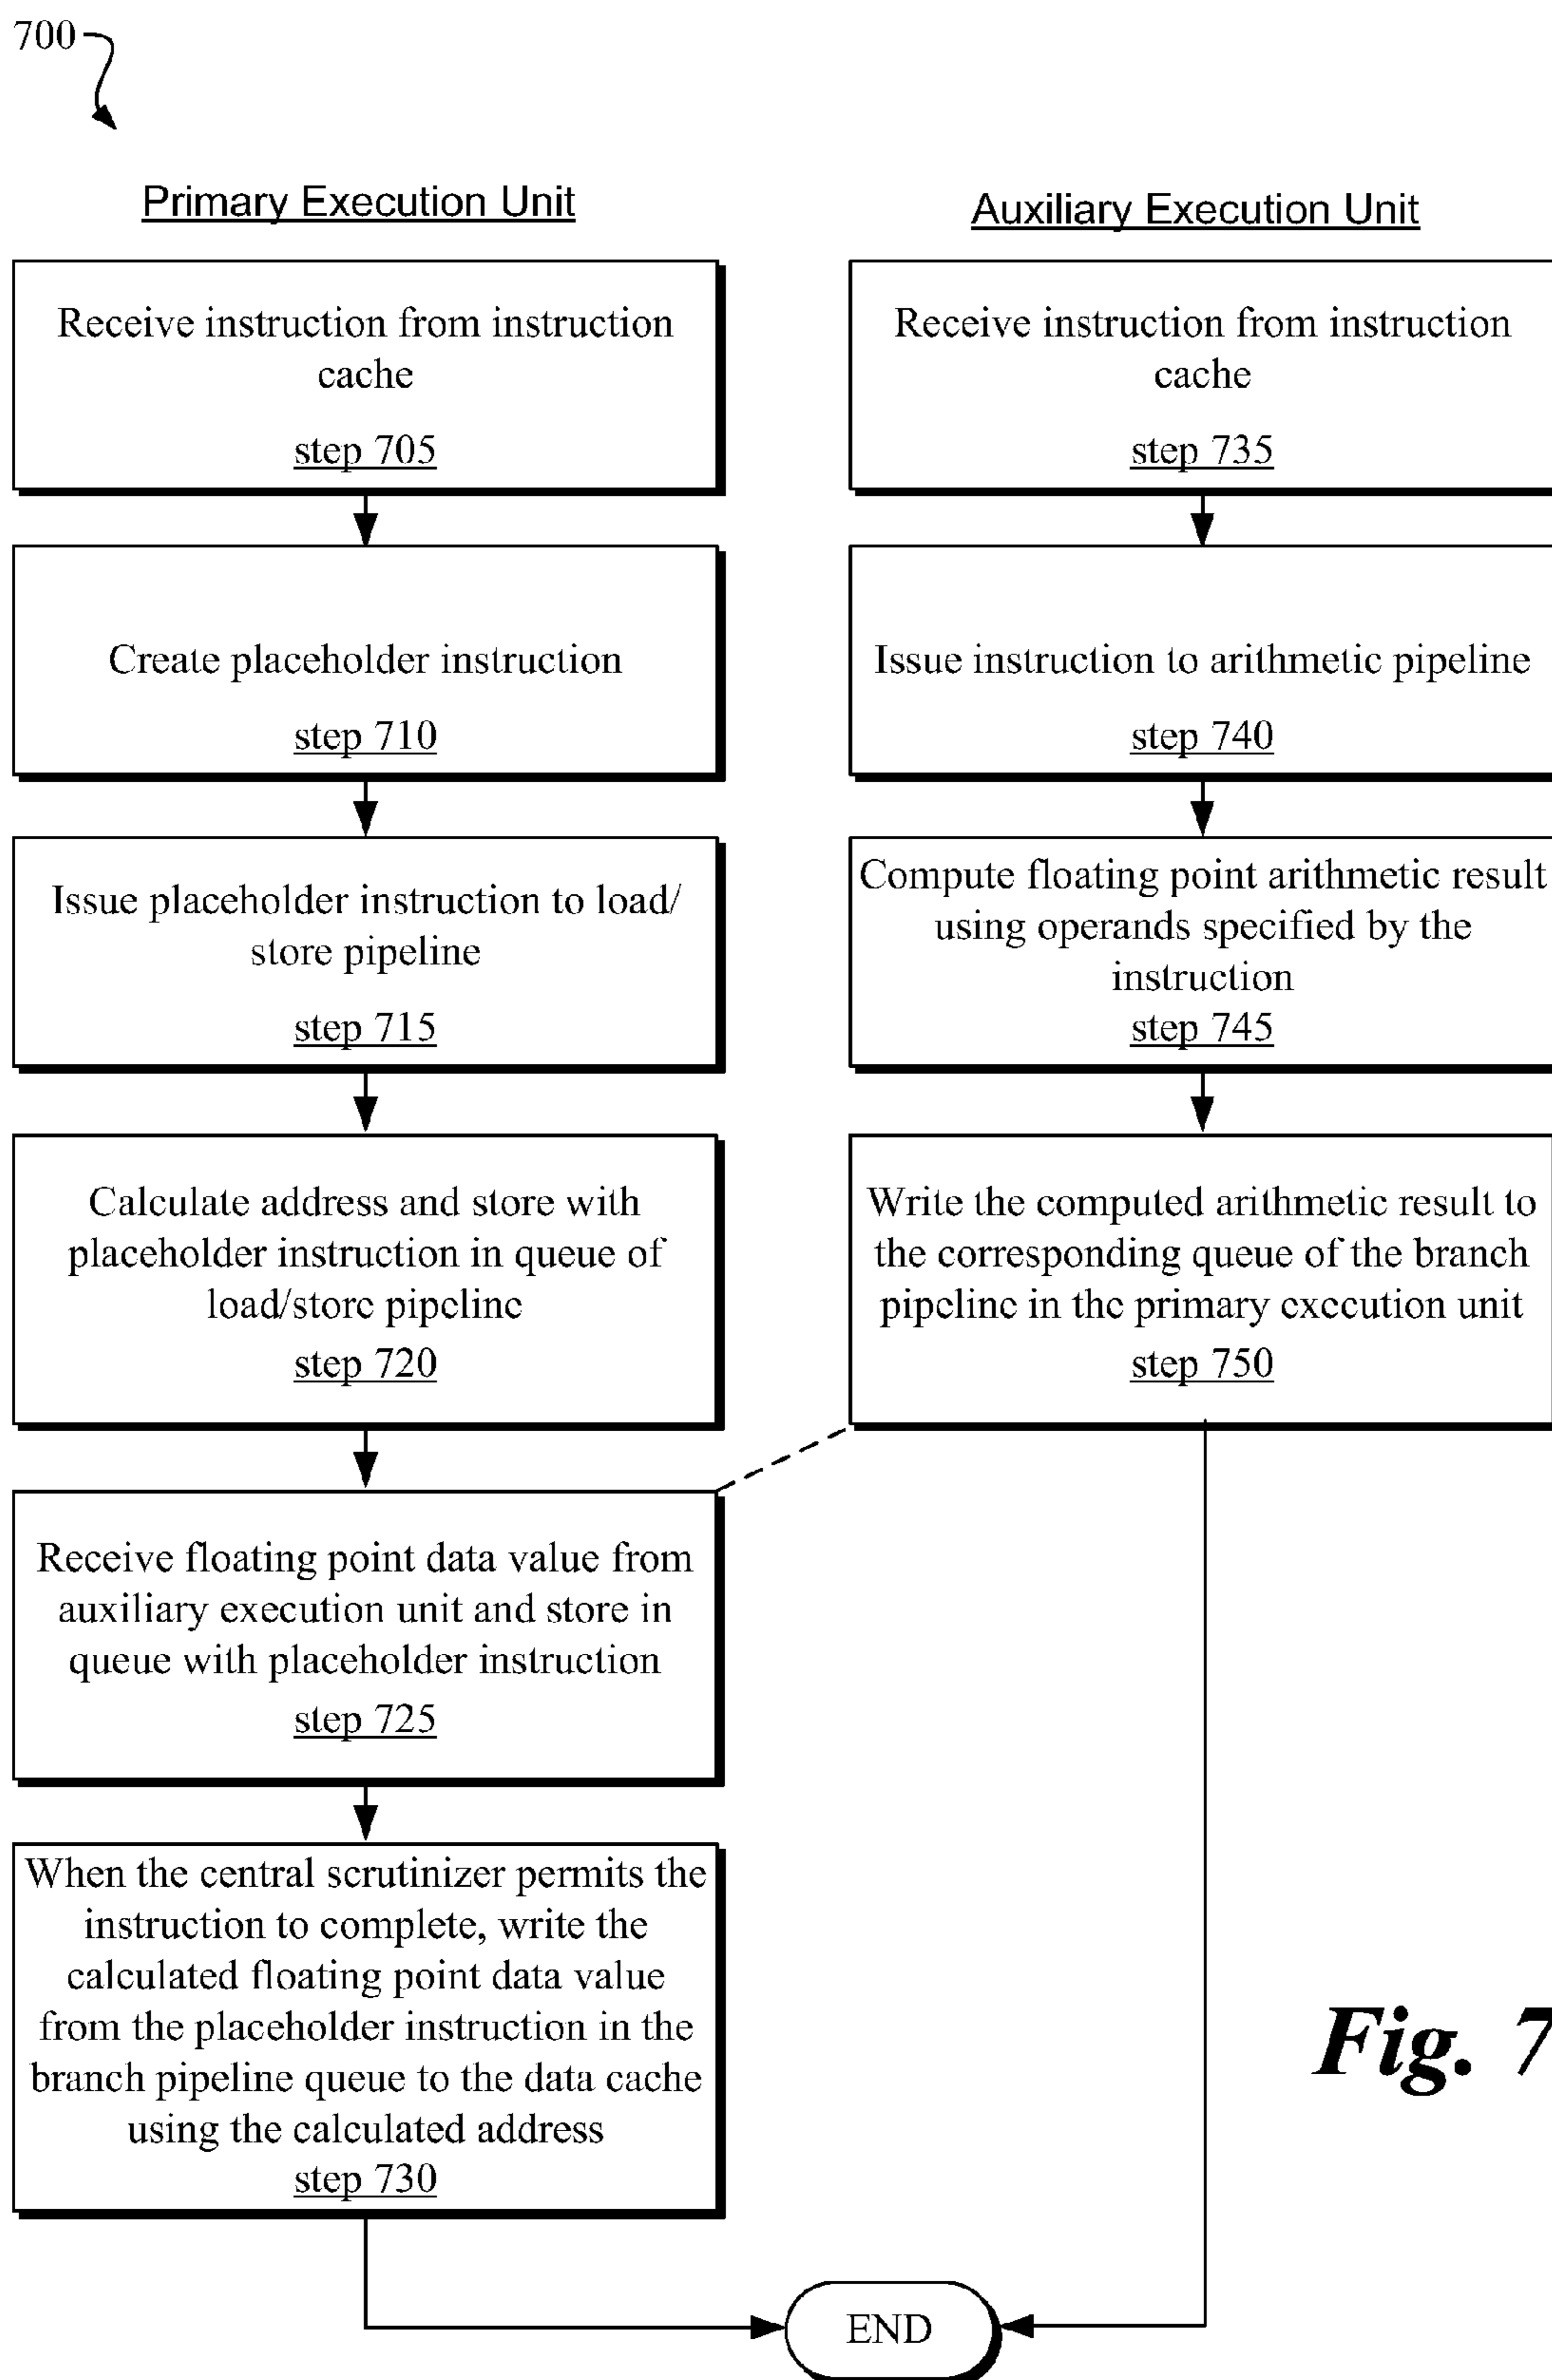 700
Primary Execution Unit
Receive instruction from instruction
cache
step 705
Create placeholder instruction
step 710
Issue placeholder instruction to load/
store pipeline
step 715
Calculate address and store with
placeholder instruction in queue of
load/store pipeline
step 720
Receive floating point data value from
auxiliary execution unit and store in
queue with placeholder instruction
step 725
When the central scrutinizer permits the
instruction to complete, write the
calculated floating point data value
from the placeholder instruction in the
branch pipeline queue to the data cache
using the calculated address
step 730
Auxiliary Execution Unit
Receive instruction from instruction
cache
step 735
Issue instruction to arithmetic pipeline
step 740
Compute floating point arithmetic result
using operands specified by the
instruction
step 745
Write the computed arithmetic result to
the corresponding queue of the branch
pipeline in the primary execution unit
step 750
END
Fig. 7